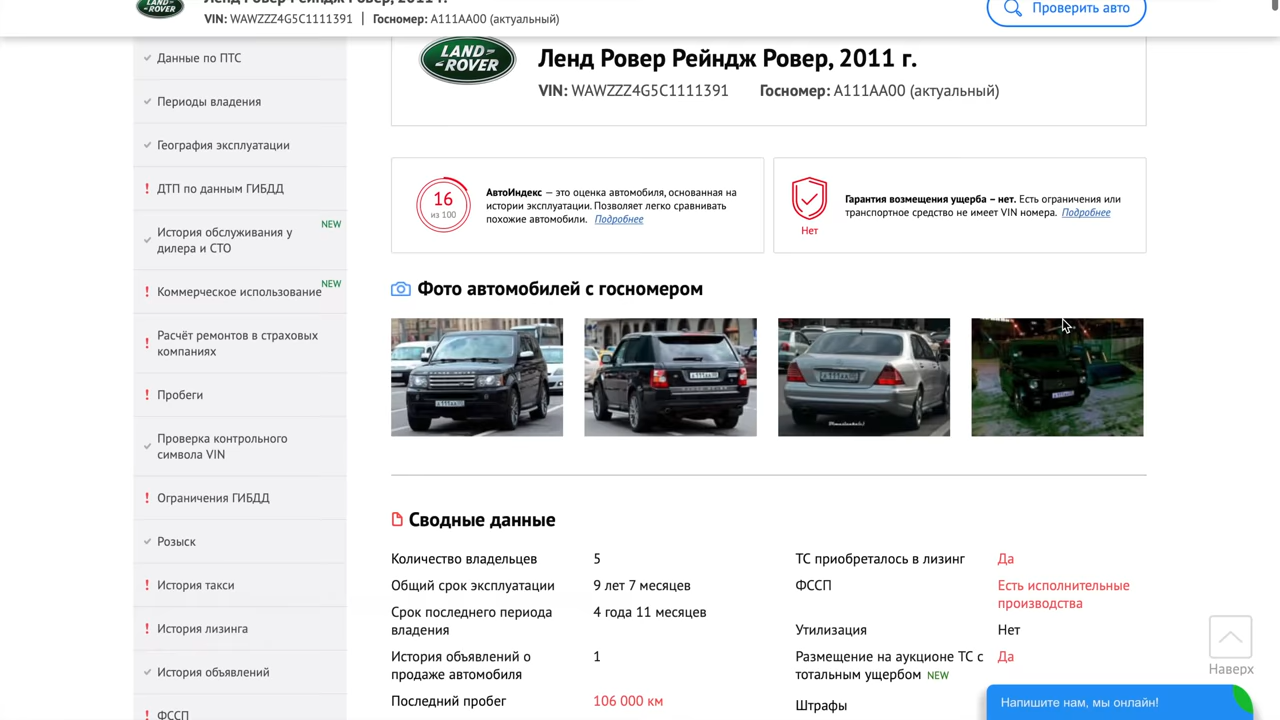 Ленд Ровер Рейндж Ровер, 2011 г.
VIN: WAWZZZ4G5C1111391 | Госномер: A111AA00 (актуальный)
Проверить авто
Данные по ПТС
Периоды владения
География эксплуатации
ДТП по данным ГИБДД
История обслуживания у
дилера и СТО
NEW
Коммерческое использование
NEW
Расчёт ремонтов в страховых
компаниях
Пробеги
Проверка контрольного
символа VIN
Ограничения ГИБДД
Розыск
История такси
История лизинга
История объявлений
ФССП
LAND
ROVER
Ленд Ровер Рейндж Ровер, 2011 г.
VIN: WAWZZZ4G5C1111391 Госномер: A111AA00 (актуальный)
16
из 100
АвтоИндекс — это оценка автомобиля, основанная на
истории эксплуатации. Позволяет легко сравнивать
похожие автомобили. Подробнее
Нет
Гарантия возмещения ущерба – нет. Есть ограничения или
транспортное средство не имеет VIN номера. Подробнее
Фото автомобилей с госномером
Сводные данные
Количество владельцев 5
Общий срок эксплуатации 9 лет 7 месяцев
Срок последнего периода
владения
4 года 11 месяцев
История объявлений о
продаже автомобиля
1
Последний пробег 106 000 км
ТС приобреталось в лизинг Да
ФССП
Есть исполнительные
производства
Утилизация Нет
Размещение на аукционе ТС с
тотальным ущербом NEW
Да
Штрафы
Наверх
Напишите нам, мы онлайн!